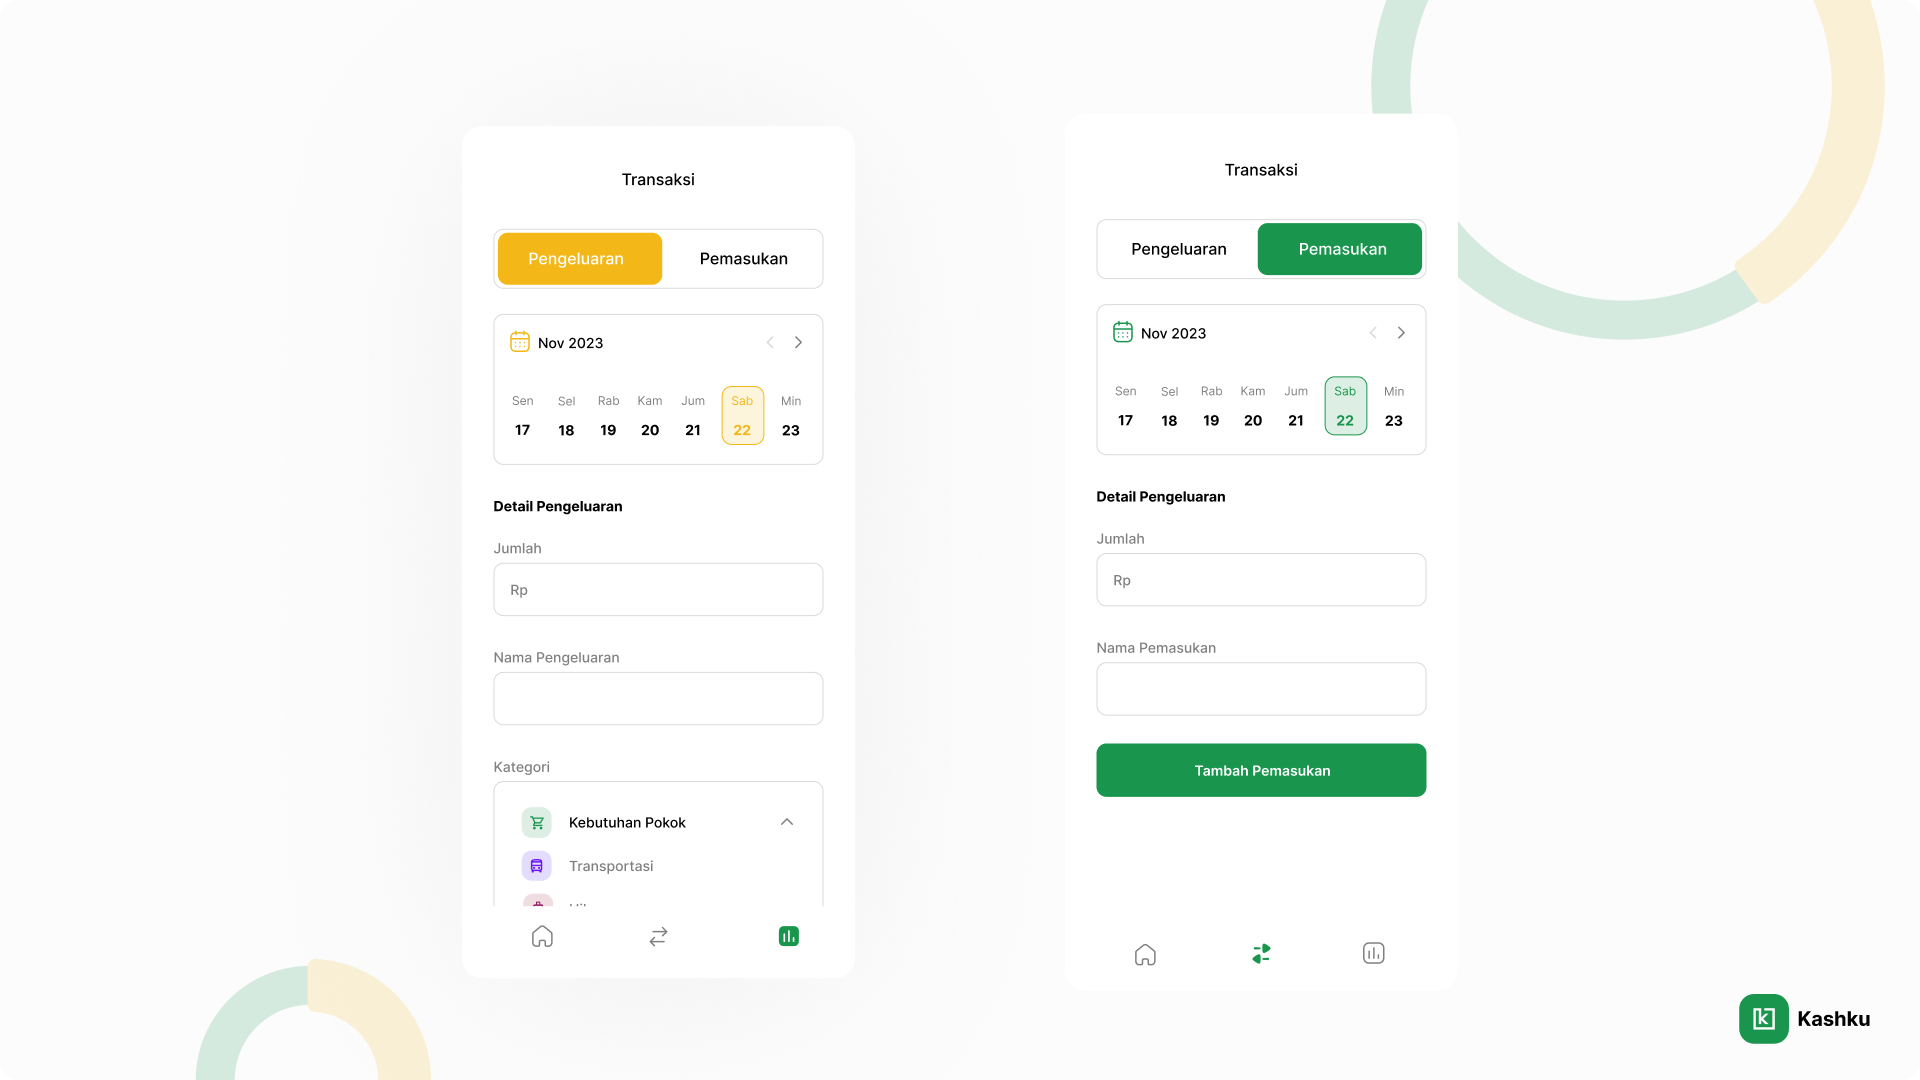 Transaksi
Pengeluaran Pemasukan
Nov 2023
Sen Sel Rab Kam Jum Sab Min
17 18 19 20 21 22 23
Detail Pengeluaran
Jumlah
Rp
Nama Pengeluaran
Kategori
Kebutuhan Pokok
Transportasi
Transaksi
Pengeluaran Pemasukan
Nov 2023
Sen Sel Rab Kam Jum Sab Min
17 18 19 20 21 22 23
Detail Pengeluaran
Jumlah
Rp
Nama Pemasukan
Tambah Pemasukan
Kashku